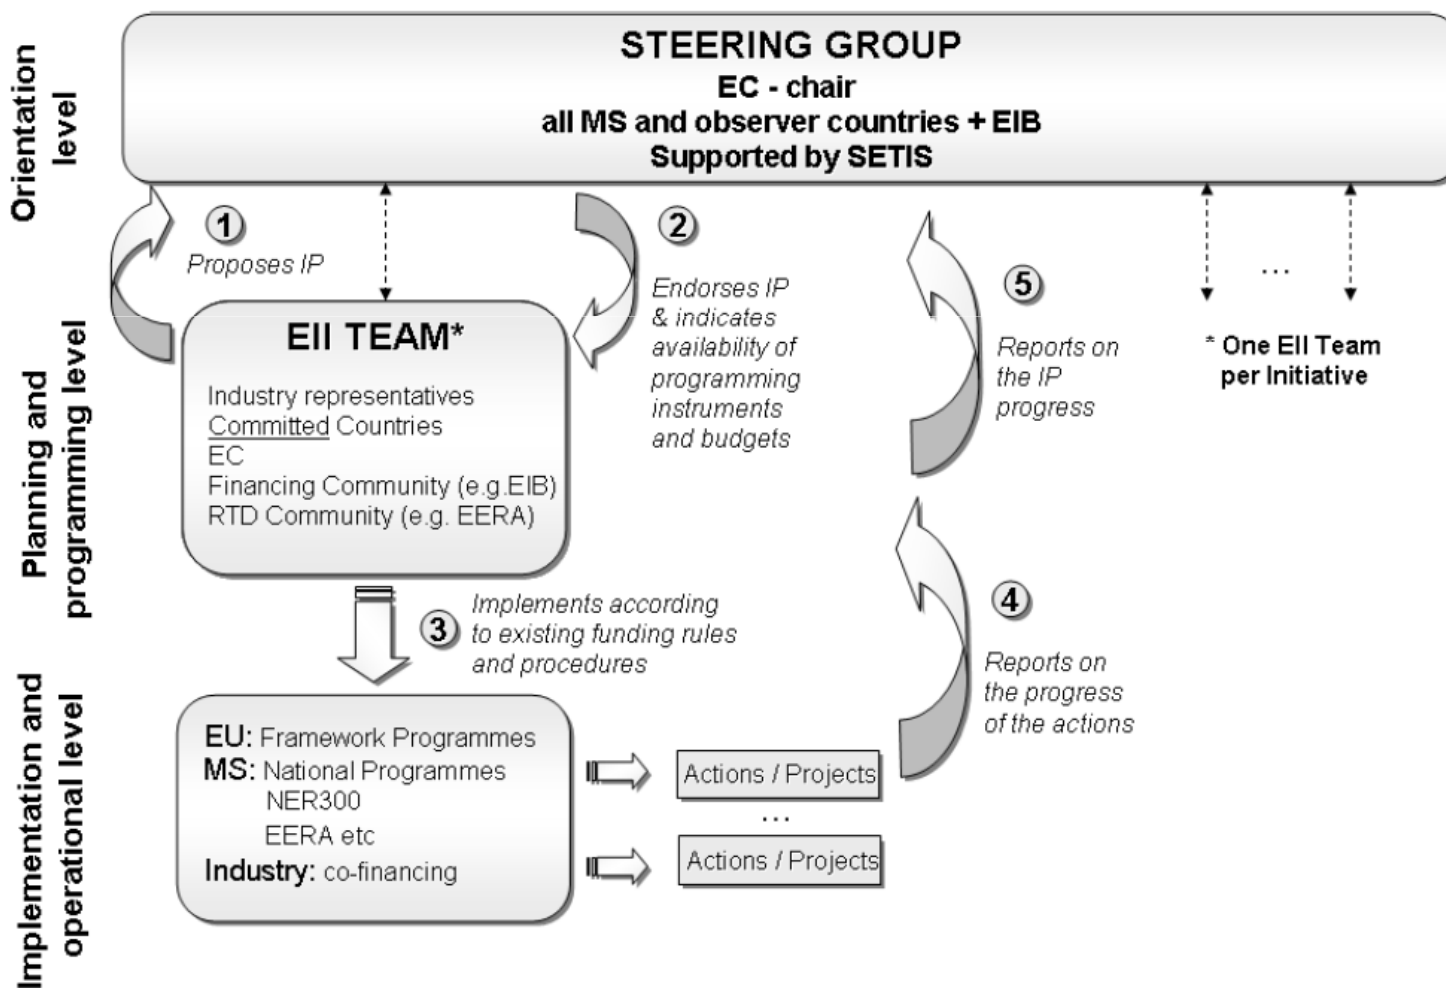 Orientation
level
STEERING GROUP
EC - chair
all MS and observer countries + EIB
Supported by SETIS
1
Proposes IP
2
Endorses IP
& indicates
availability of
programming
instruments
and budgets
5
Reports on
the IP
progress
...
* One EII Team
per Initiative
Planning and
programming level
EII TEAM*
Industry representatives
Committed Countries
EC
Financing Community (e.g.EIB)
RTD Community (e.g. EERA)
3
Implements according
to existing funding rules
and procedures
4
Reports on
the progress
of the actions
Implementation and
operational level
EU: Framework Programmes
MS: National Programmes
NER300
EERA etc
Industry: co-financing
Actions / Projects
...
Actions / Projects